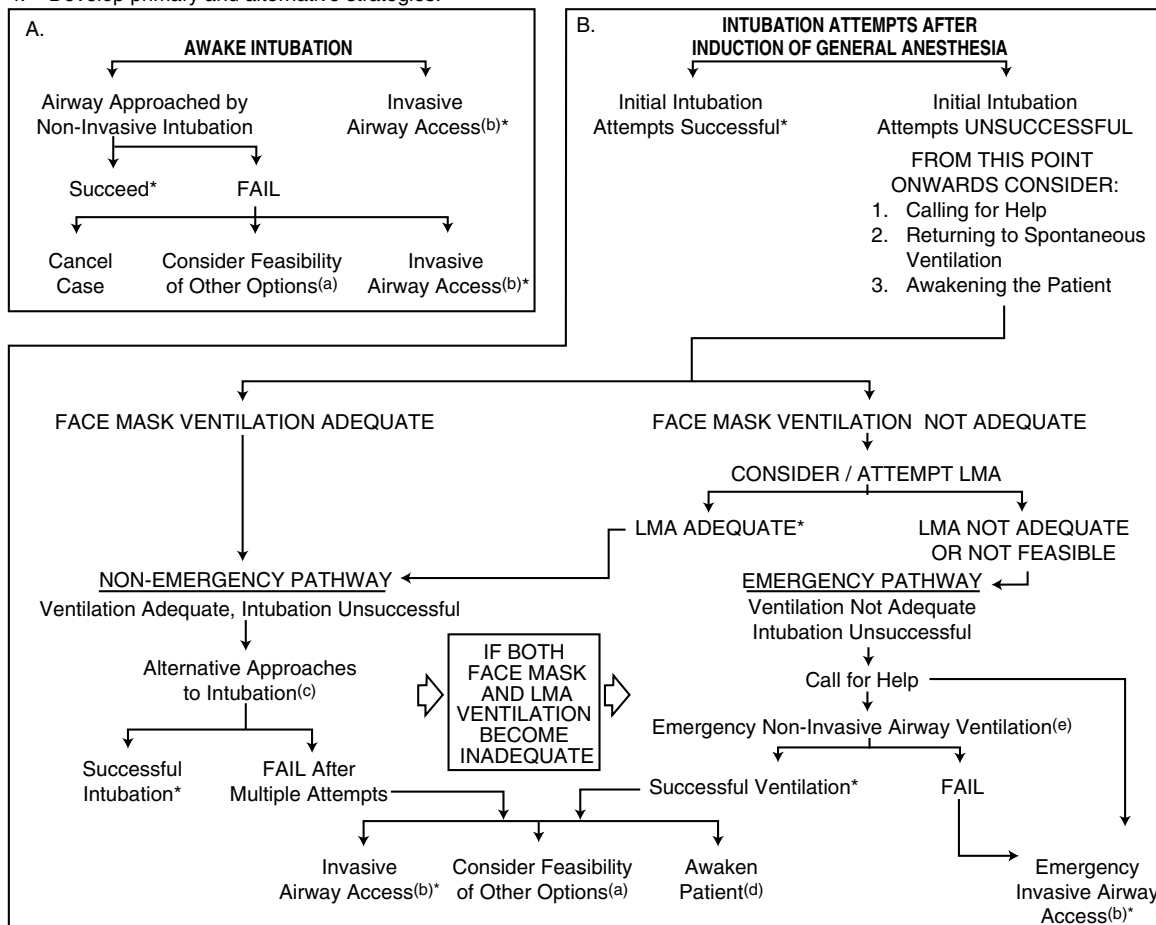 4. Develop primary and alternative strategies:
A.
AWAKE INTUBATION
Airway Approached by
Non-Invasive Intubation
Invasive
Airway Access(b)*
Succeed*
FAIL
Cancel
Case
Consider Feasibility
of Other Options(a)
Invasive
Airway Access(b)*
B.
INTUBATION ATTEMPTS AFTER
INDUCTION OF GENERAL ANESTHESIA
Initial Intubation
Attempts Successful*
Initial Intubation
Attempts UNSUCCESSFUL
FROM THIS POINT
ONWARDS CONSIDER:
1. Calling for Help
2. Returning to Spontaneous
Ventilation
3. Awakening the Patient
FACE MASK VENTILATION ADEQUATE
FACE MASK VENTILATION NOT ADEQUATE
CONSIDER / ATTEMPT LMA
LMA ADEQUATE*
LMA NOT ADEQUATE
OR NOT FEASIBLE
NON-EMERGENCY PATHWAY
Ventilation Adequate, Intubation Unsuccessful
EMERGENCY PATHWAY
Ventilation Not Adequate
Intubation Unsuccessful
Alternative Approaches
to Intubation(c)
IF BOTH
FACE MASK
AND LMA
VENTILATION
BECOME
INADEQUATE
Call for Help
Emergency Non-Invasive Airway Ventilation(e)
Successful
Intubation*
FAIL After
Multiple Attempts
Successful Ventilation*
FAIL
Invasive
Airway Access(b)*
Consider Feasibility
of Other Options(a)
Awaken
Patient(d)
Emergency
Invasive Airway
Access(b)*